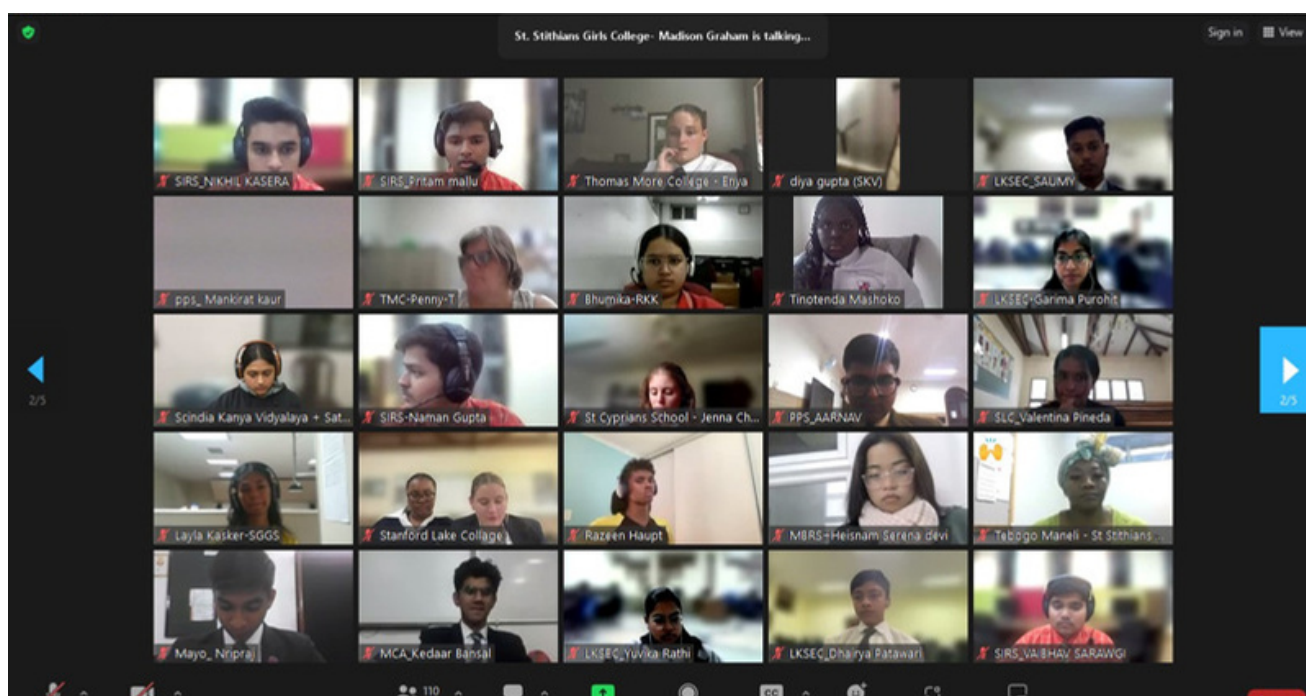 St. Stithians Girls College- Madison Graham is talking...
Sign in
View
SIRS_NIKHIL KASERA
SIRS_Pritam mallu
Thomas More College - Enya
diya gupta (SKV)
LKSEC_SAUMY
pps_ Mankirat kaur
TMC-Penny-T
Bhumika-RKK
Tinotenda Mashoko
LKSEC-Garima Purohit
2/5
2/5
Scindia Kanya Vidyalaya + Sat...
SIRS-Naman Gupta
St Cyprians School - Jenna Ch...
PPS_AARNAV
SLC_Valentina Pineda
Layla Kasker-SGGS
Stanford Lake Collage
Razeen Haupt
MBRS-Heisnam Serena devi
Tebogo Maneli - St Stithians ...
Mayo_ Nripraj
MCA_Kedaar Bansal
LKSEC_Yuvika Rathi
LKSEC_Dhairya Patawari
SIRS_VAIBHAV SARAWGI
110
CC